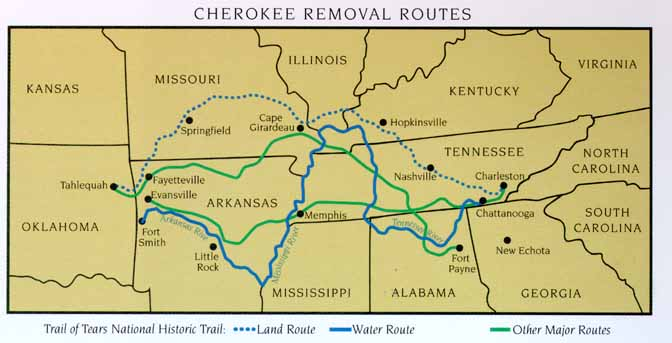 CHEROKEE REMOVAL ROUTES
ILLINOIS
VIRGINIA
MISSOURI
KANSAS
KENTUCKY
Cape
Girardeau
Hopkinsville
Springfield
TENNESSEE
NORTH
CAROLINA
Nashville
Charleston
Tahlequah
Fayetteville
Evansville
ARKANSAS
Chattanooga
SOUTH
CAROLINA
Memphis
Arkansas River
Tennessee River
OKLAHOMA
Fort
Smith
Little
Rock
Mississippi River
New Echota
Fort
Payne
MISSISSIPPI
ALABAMA
GEORGIA
Trail of Tears National Historic Trail: Land Route Water Route Other Major Routes